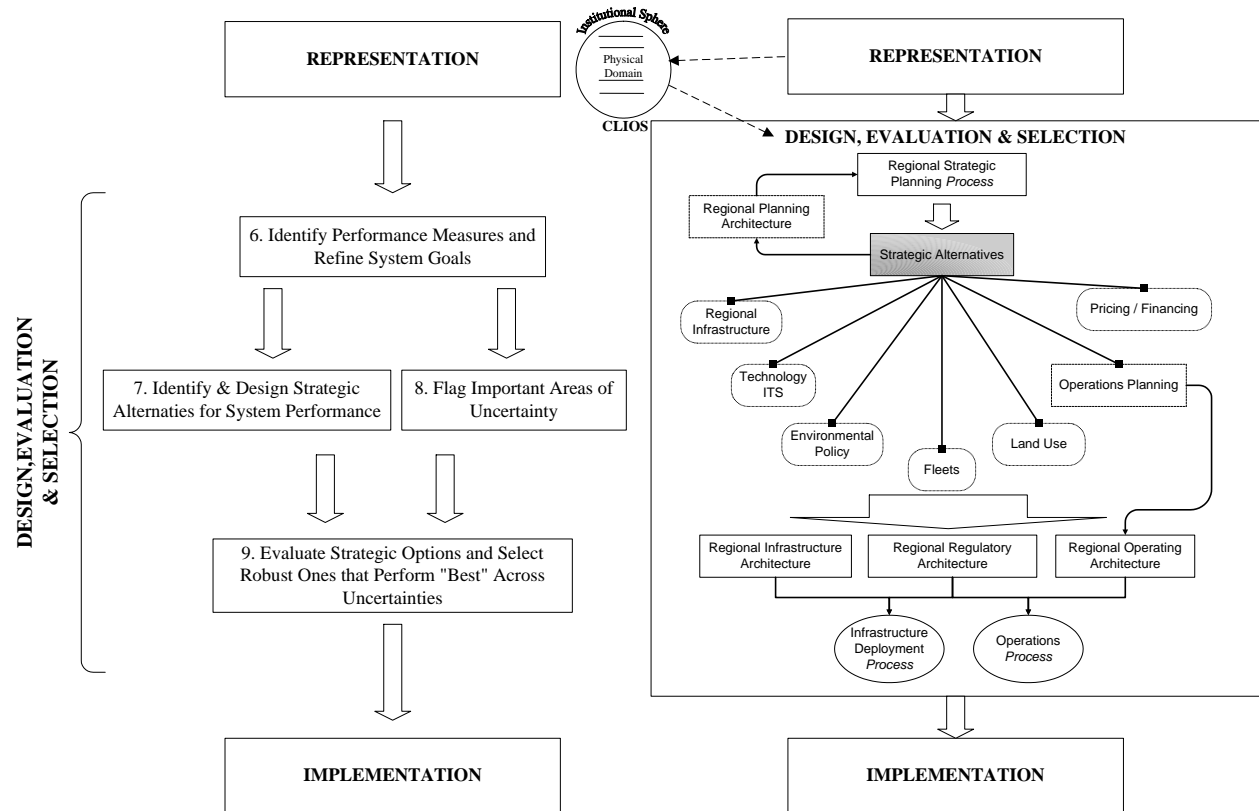 REPRESENTATION
6. Identify Performance Measures and
Refine System Goals
7. Identify & Design Strategic
Alternaties for System Performance
8. Flag Important Areas of
Uncertainty
9. Evaluate Strategic Options and Select
Robust Ones that Perform "Best" Across
Uncertainties
IMPLEMENTATION
DESIGN,EVALUATION
& SELECTION
Institutional Sphere
Physical
Domain
CLIOS
REPRESENTATION
DESIGN, EVALUATION & SELECTION
Regional Strategic
Planning Process
Regional Planning
Architecture
Strategic Alternatives
Regional
Infrastructure
Pricing / Financing
Technology
ITS
Operations Planning
Environmental
Policy
Land Use
Fleets
Regional Infrastructure
Architecture
Regional Regulatory
Architecture
Regional Operating
Architecture
Infrastructure
Deployment
Process
Operations
Process
IMPLEMENTATION